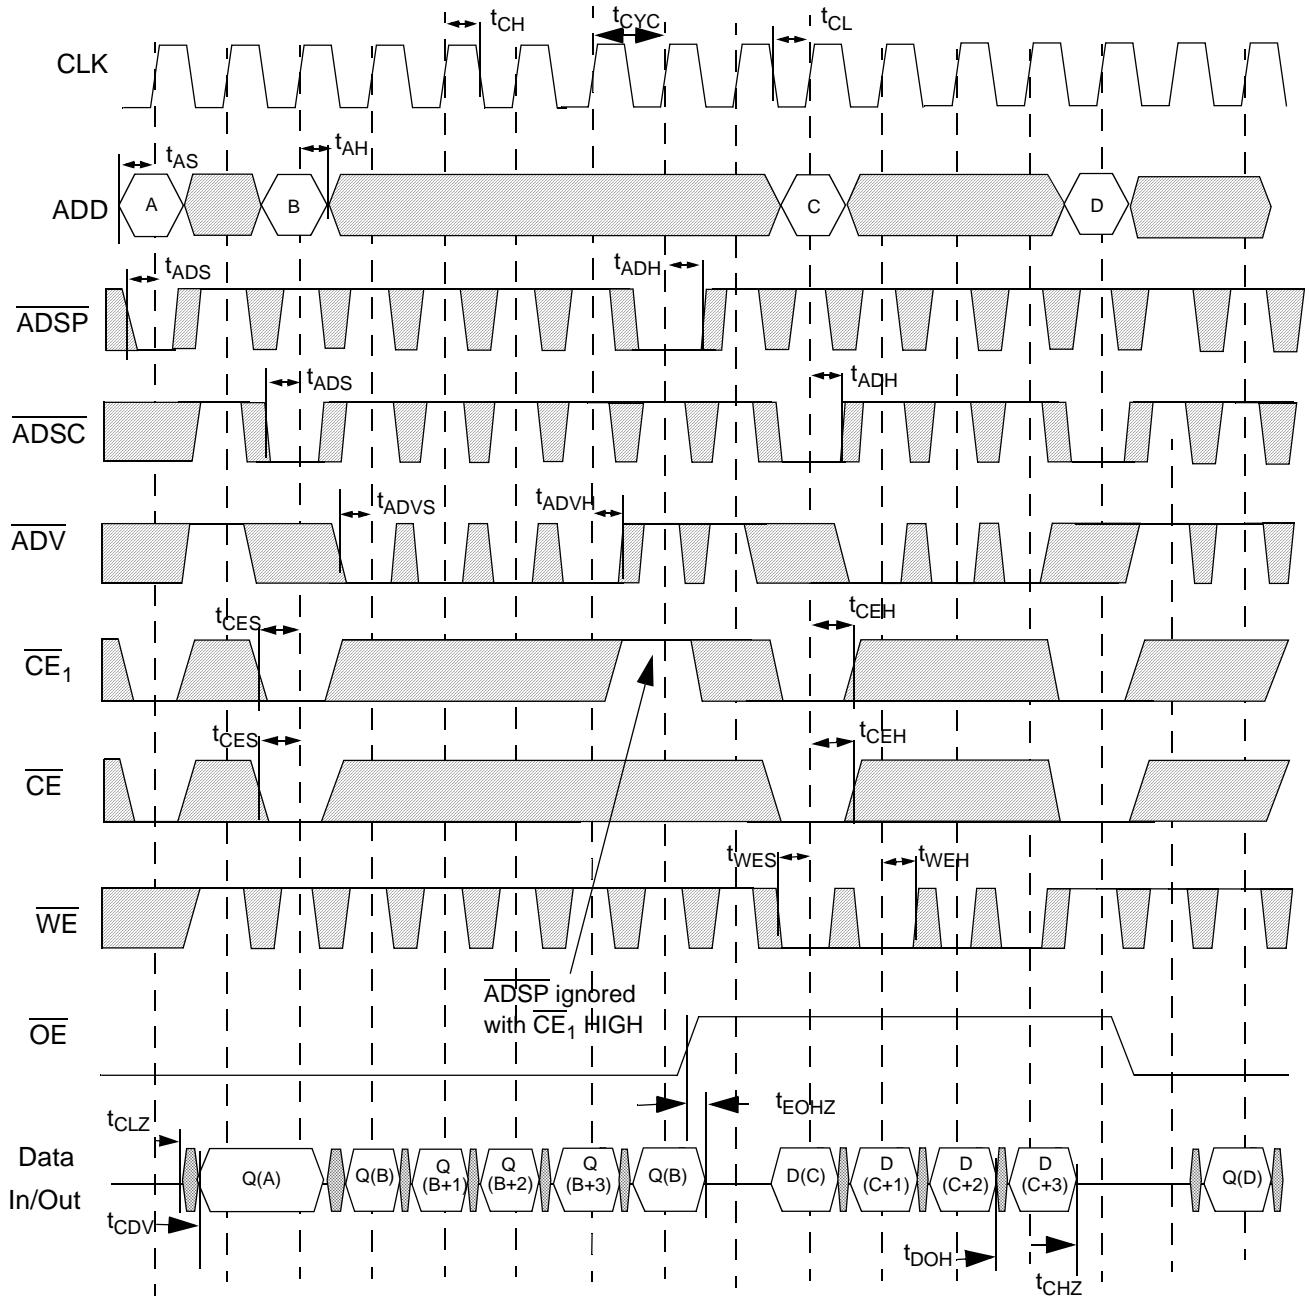 tCH
tCYC
tCL
CLK
tAS
tAH
ADD
A
B
C
D
tADS
tADH
ADSP
tADS
tADH
ADSC
tADVS
tADVH
ADV
tCES
tCEH
CE1
tCES
tCEH
CE
tWES
tWEH
WE
ADSP ignored
with CE1 HIGH
OE
tCLZ
tEOHZ
Data
In/Out
Q(A)
Q(B)
Q
(B+1)
Q
(B+2)
Q
(B+3)
Q(B)
D(C)
D
(C+1)
D
(C+2)
D
(C+3)
Q(D)
tCDV
tDOH
tCHZ